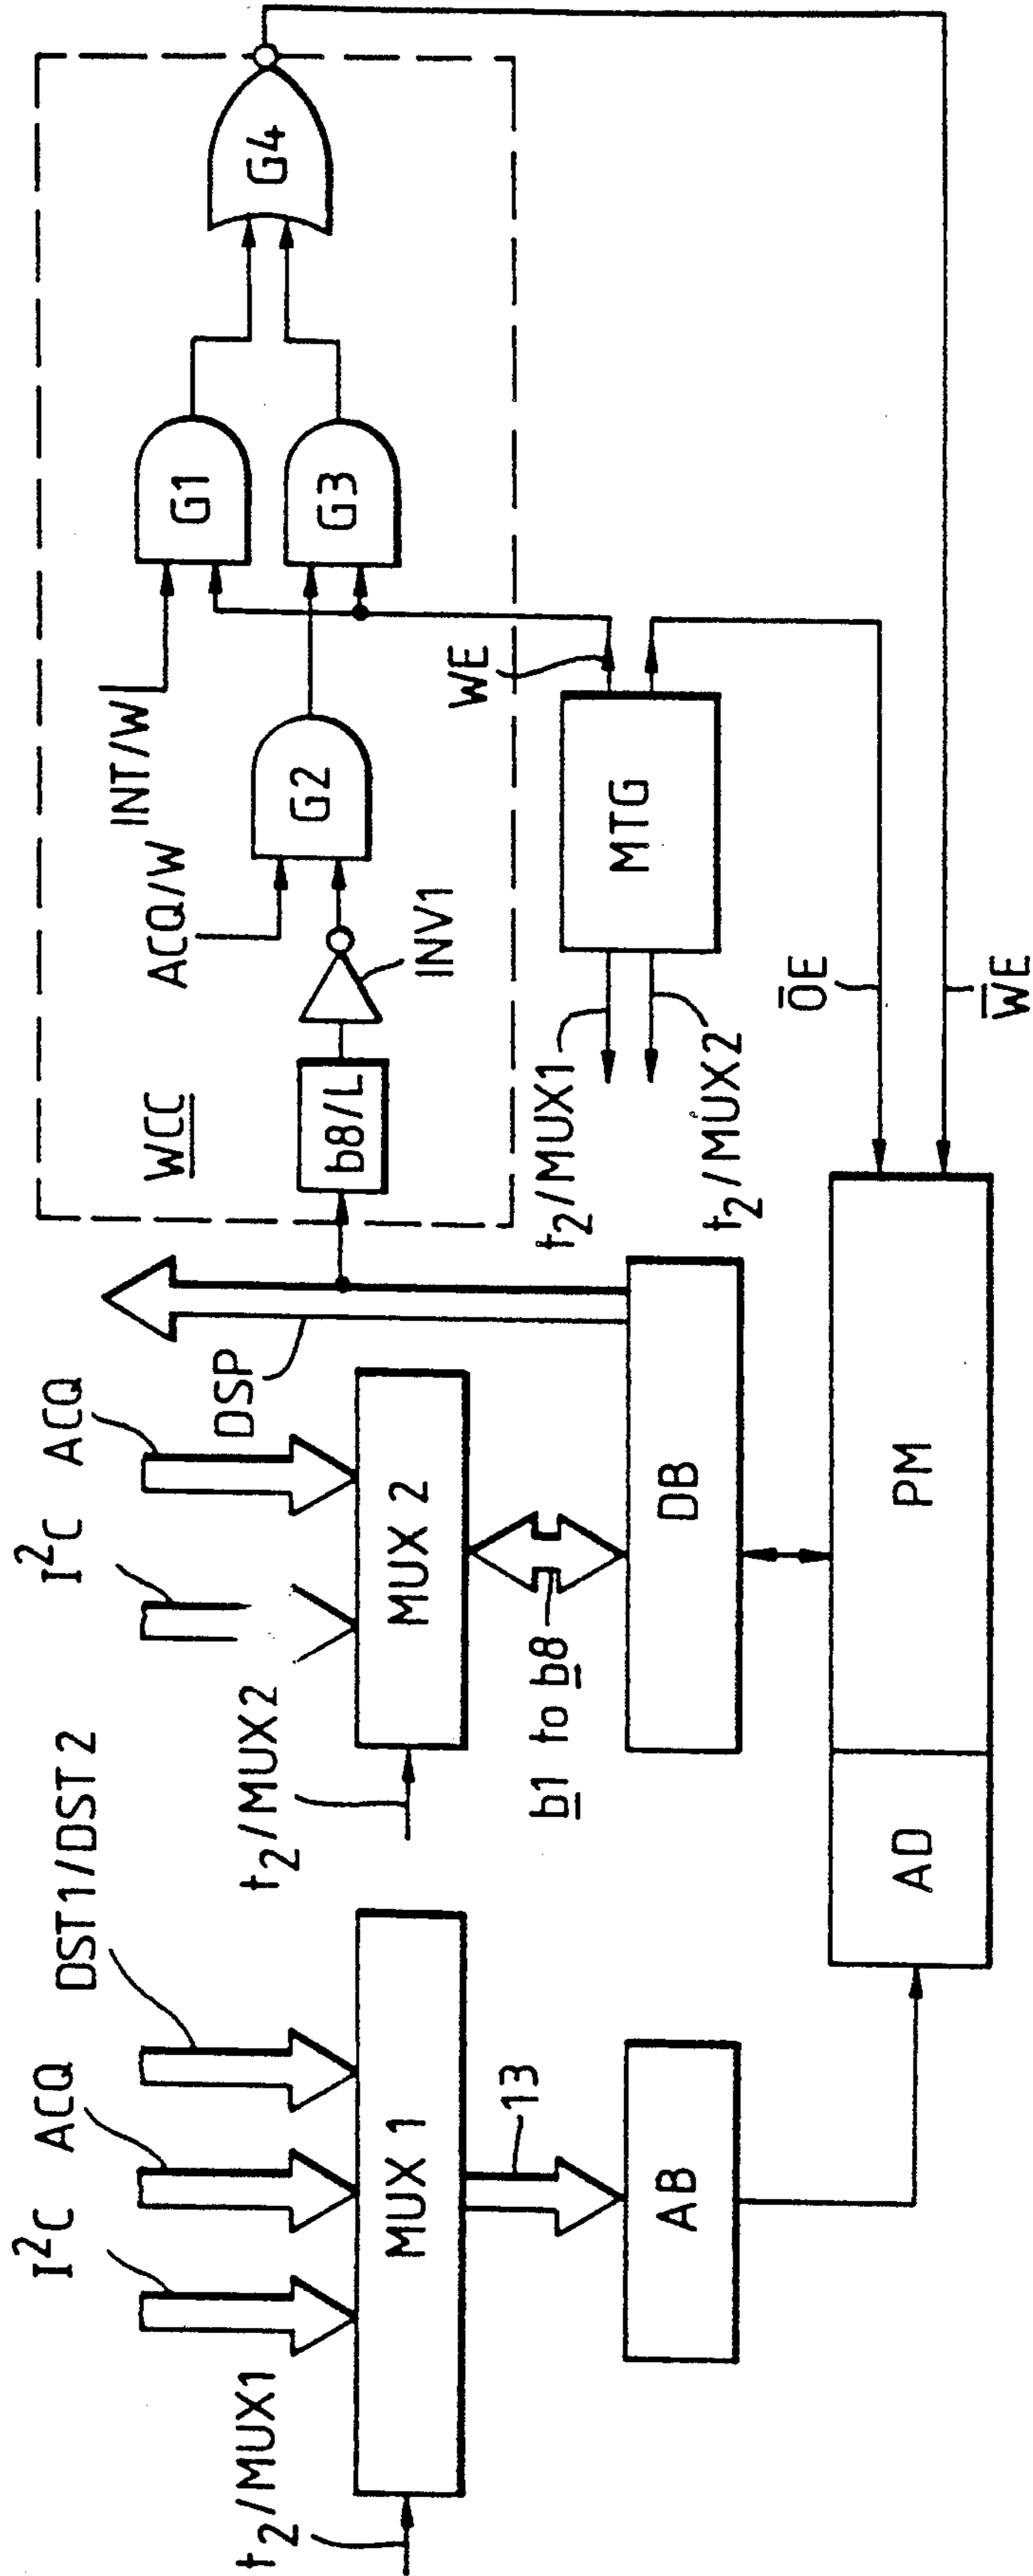 I²C
ACQ
DST1/DST2
t₂/MUX1
MUX 1
13
AB
AD
I²C
ACQ
t₂/MUX2
MUX 2
b1 to b8
DB
DSP
PM
WCC
b8/L
INV1
ACQ/W
INT/W
G2
G1
G3
G4
WE
MTG
t₂/MUX1
t₂/MUX2
O̅E
W̅E